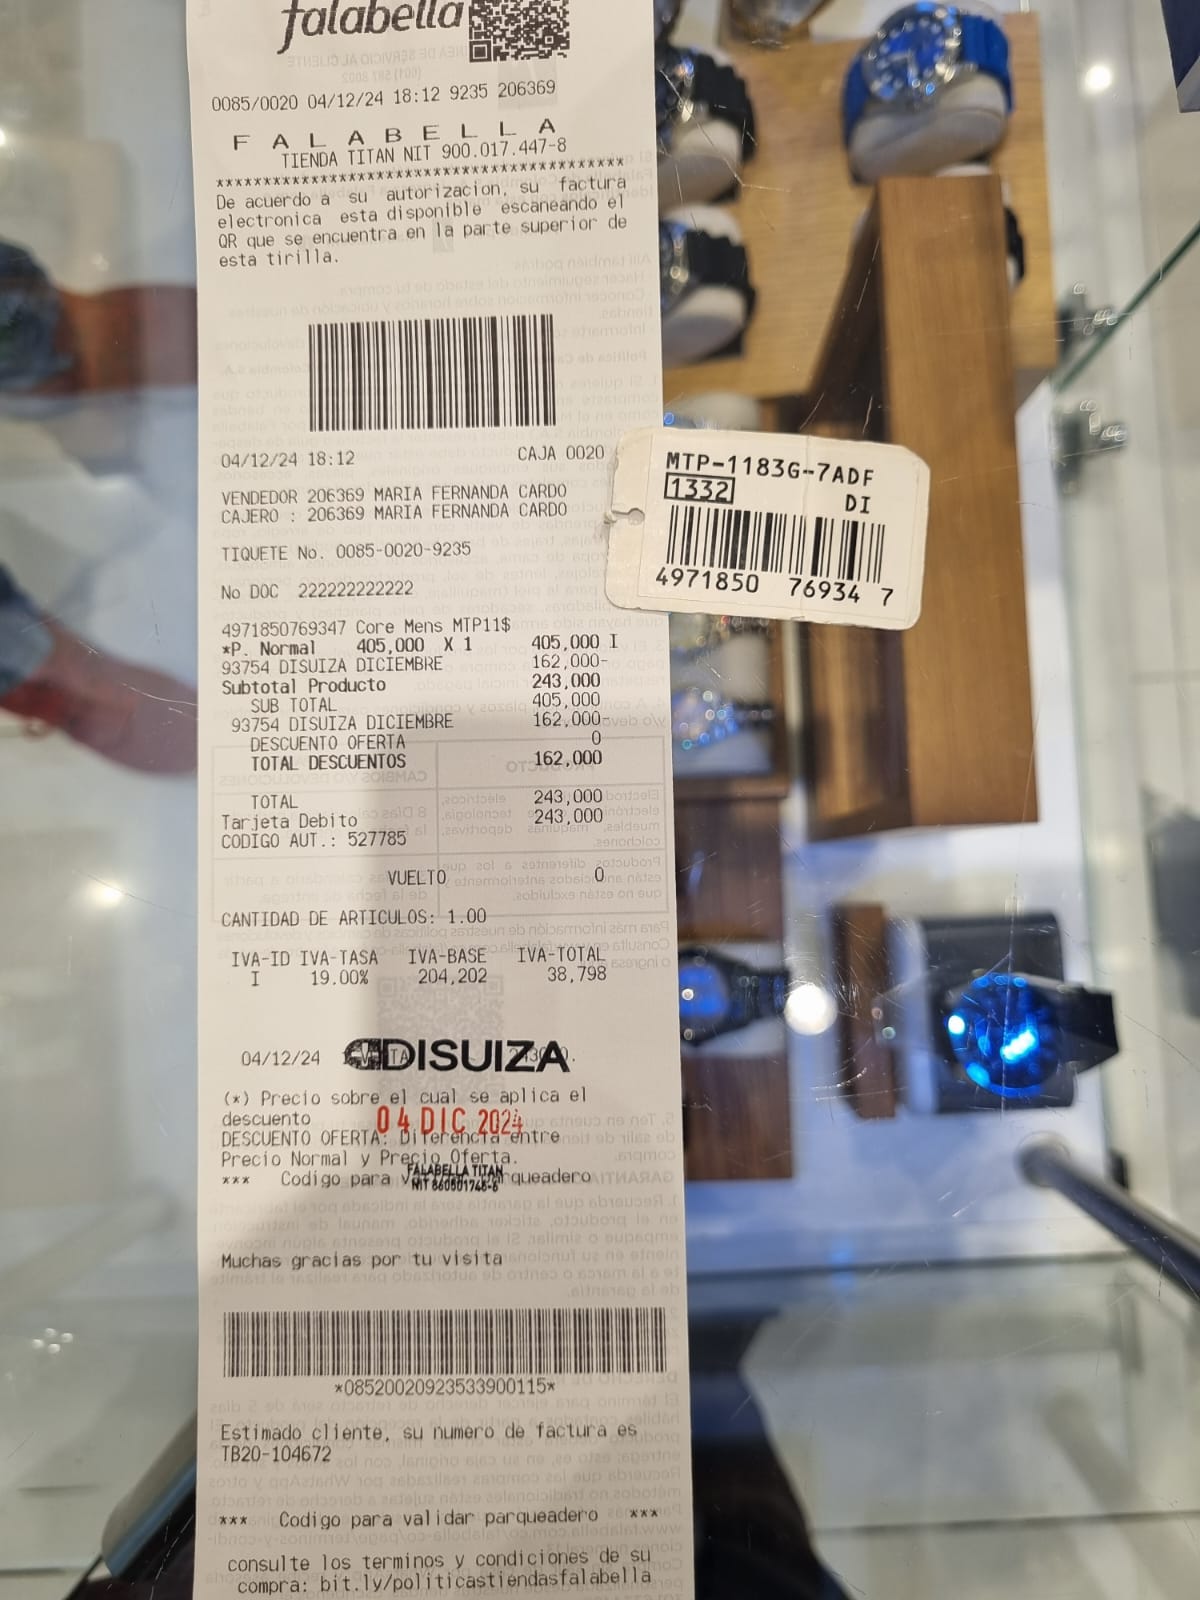 falabella
0085/0020 04/12/24 18:12 9235 206369
F A L A B E L L A
TIENDA TITAN NIT 900.017.447-8
******************************************
De acuerdo a su autorizacion, su factura
electronica esta disponible escaneando el
QR que se encuentra en la parte superior de
esta tirilla.
04/12/24 18:12 CAJA 0020
VENDEDOR 206369 MARIA FERNANDA CARDO
CAJERO : 206369 MARIA FERNANDA CARDO
TIQUETE No. 0085-0020-9235
No DOC 222222222222
4971850769347 Core Mens MTP11$
*P. Normal 405,000 X 1 405,000 I
93754 DISUIZA DICIEMBRE 162,000-
Subtotal Producto 243,000
SUB TOTAL 405,000
93754 DISUIZA DICIEMBRE 162,000-
DESCUENTO OFERTA 0
TOTAL DESCUENTOS 162,000
TOTAL 243,000
Tarjeta Debito 243,000
CODIGO AUT.: 527785
VUELTO 0
CANTIDAD DE ARTICULOS: 1.00
IVA-ID IVA-TASA IVA-BASE IVA-TOTAL
I 19.00% 204,202 38,798
04/12/24
DISUIZA
(*) Precio sobre el cual se aplica el
descuento
04 DIC 2024
DESCUENTO OFERTA: Diferencia entre
Precio Normal y Precio Oferta.
FALABELLA TITAN
NIT 860501748-6
*** Codigo para
Muchas gracias por tu visita
*08520020923533900115*
Estimado cliente, su numero de factura es
TB20-104672
*** Codigo para validar parqueadero ***
consulte los terminos y condiciones de su
compra: bit.ly/politicastiendasfalabella
MTP-1183G-7ADF
1332
DI
4971850 76934 7